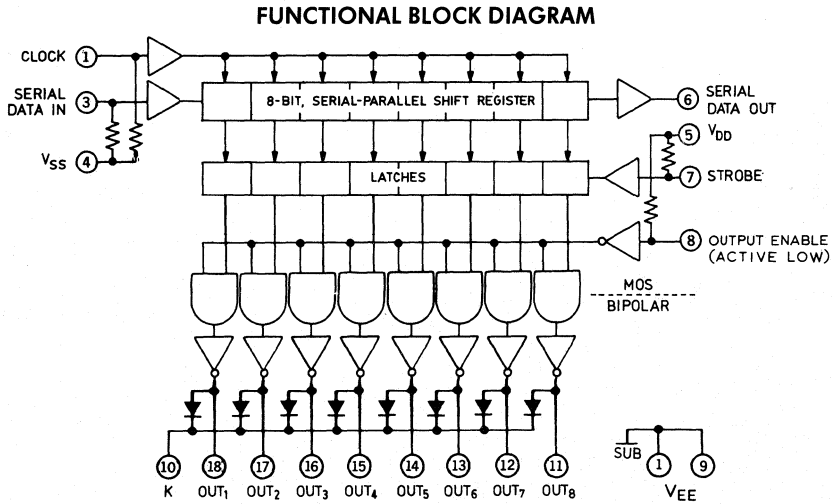 FUNCTIONAL BLOCK DIAGRAM
CLOCK 1
SERIAL DATA IN 3
8-BIT, SERIAL-PARALLEL SHIFT REGISTER
6 SERIAL DATA OUT
5 VDD
VSS 4
LATCHES
7 STROBE
8 OUTPUT ENABLE
(ACTIVE LOW)
MOS
BIPOLAR
10 18 17 16 15 14 13 12 11
K OUT1 OUT2 OUT3 OUT4 OUT5 OUT6 OUT7 OUT8
SUB 1 9
VEE